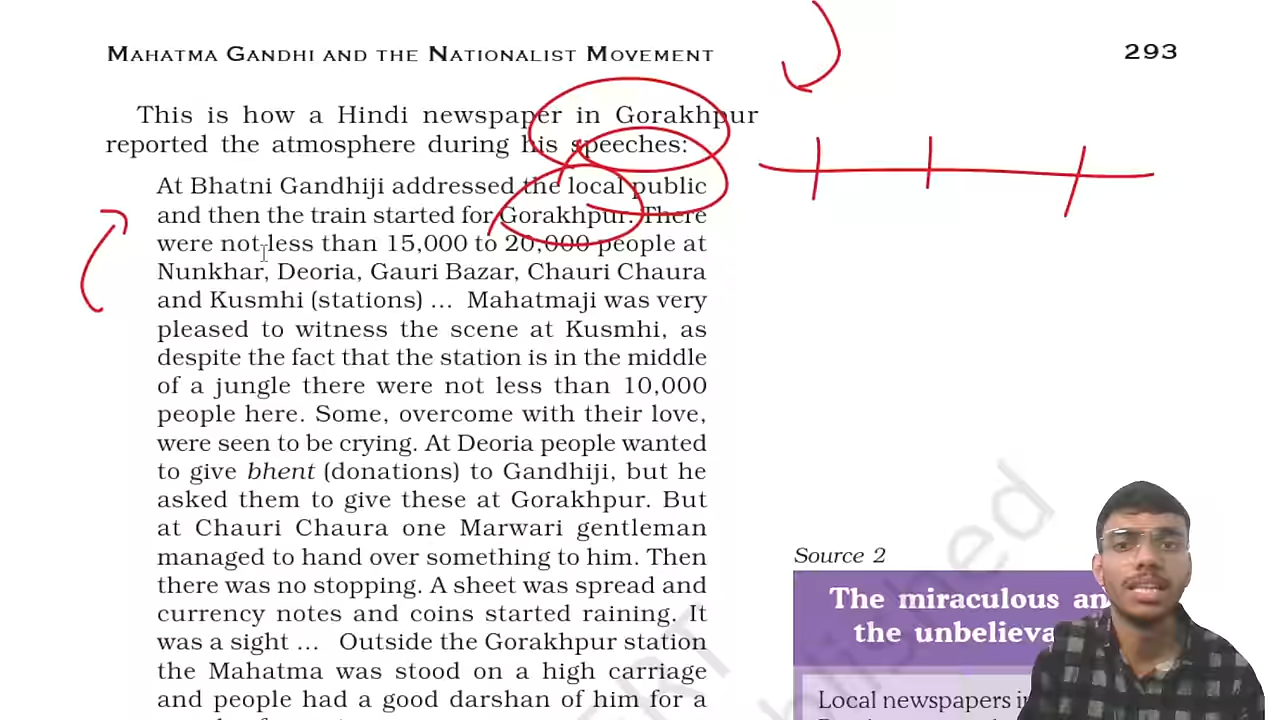 MAHATMA GANDHI AND THE NATIONALIST MOVEMENT
293
This is how a Hindi newspaper in Gorakhpur
reported the atmosphere during his speeches:
At Bhatni Gandhiji addressed the local public
and then the train started for Gorakhpur. There
were not less than 15,000 to 20,000 people at
Nunkhar, Deoria, Gauri Bazar, Chauri Chaura
and Kusmhi (stations) … Mahatmaji was very
pleased to witness the scene at Kusmhi, as
despite the fact that the station is in the middle
of a jungle there were not less than 10,000
people here. Some, overcome with their love,
were seen to be crying. At Deoria people wanted
to give bhent (donations) to Gandhiji, but he
asked them to give these at Gorakhpur. But
at Chauri Chaura one Marwari gentleman
managed to hand over something to him. Then
there was no stopping. A sheet was spread and
currency notes and coins started raining. It
was a sight … Outside the Gorakhpur station
the Mahatma was stood on a high carriage
and people had a good darshan of him for a
Source 2
The miraculous
the
Local newspapers